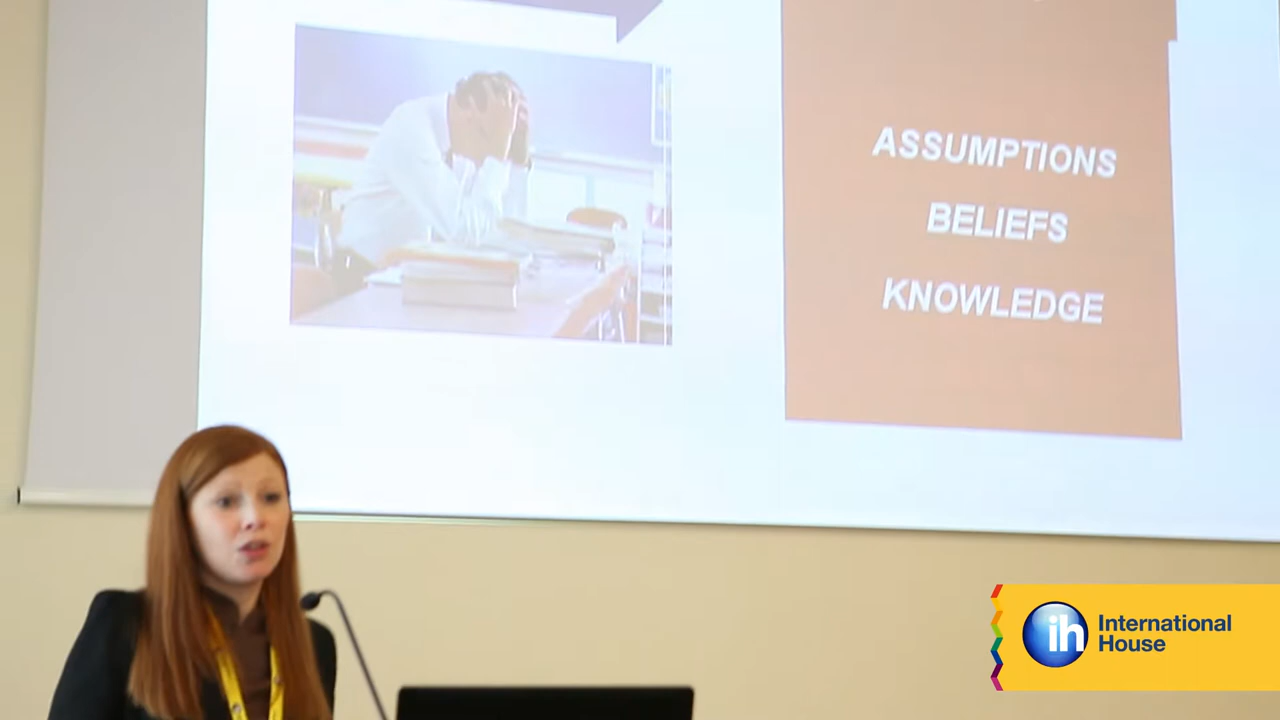 ASSUMPTIONS
BELIEFS
KNOWLEDGE
ih International
House